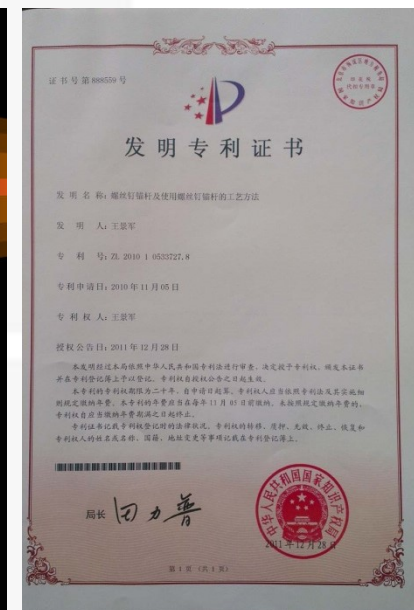 证书号第888559号
发明专利证书
发 明 名 称：螺丝钉锚杆及使用螺丝钉锚杆的工艺方法
发 明 人：王景军
专 利 号：ZL 2010 1 0533727.8
专利申请日：2010年11月05日
专 利 权 人：王景军
授权公告日：2011年12月28日
本发明经过本局依照中华人民共和国专利法进行审查，决定授予专利权，颁发本证书
并在专利登记簿上予以登记。专利权自授权公告之日起生效。
本专利的专利权期限为二十年，自申请日起算。专利权人应当依照专利法及其实施细
则规定缴纳年费。本专利的年费应当在每年11月05日前缴纳。未按照规定缴纳年费的，
专利权自应当缴纳年费期满之日起终止。
专利证书记载专利权登记时的法律状况。专利权的转移、质押、无效、终止、恢复和
专利权人的姓名或名称、国籍、地址变更等事项记载在专利登记簿上。
局长 田力普
中华人民共和国国家知识产权局
2011年12月28日
第1页（共1页）